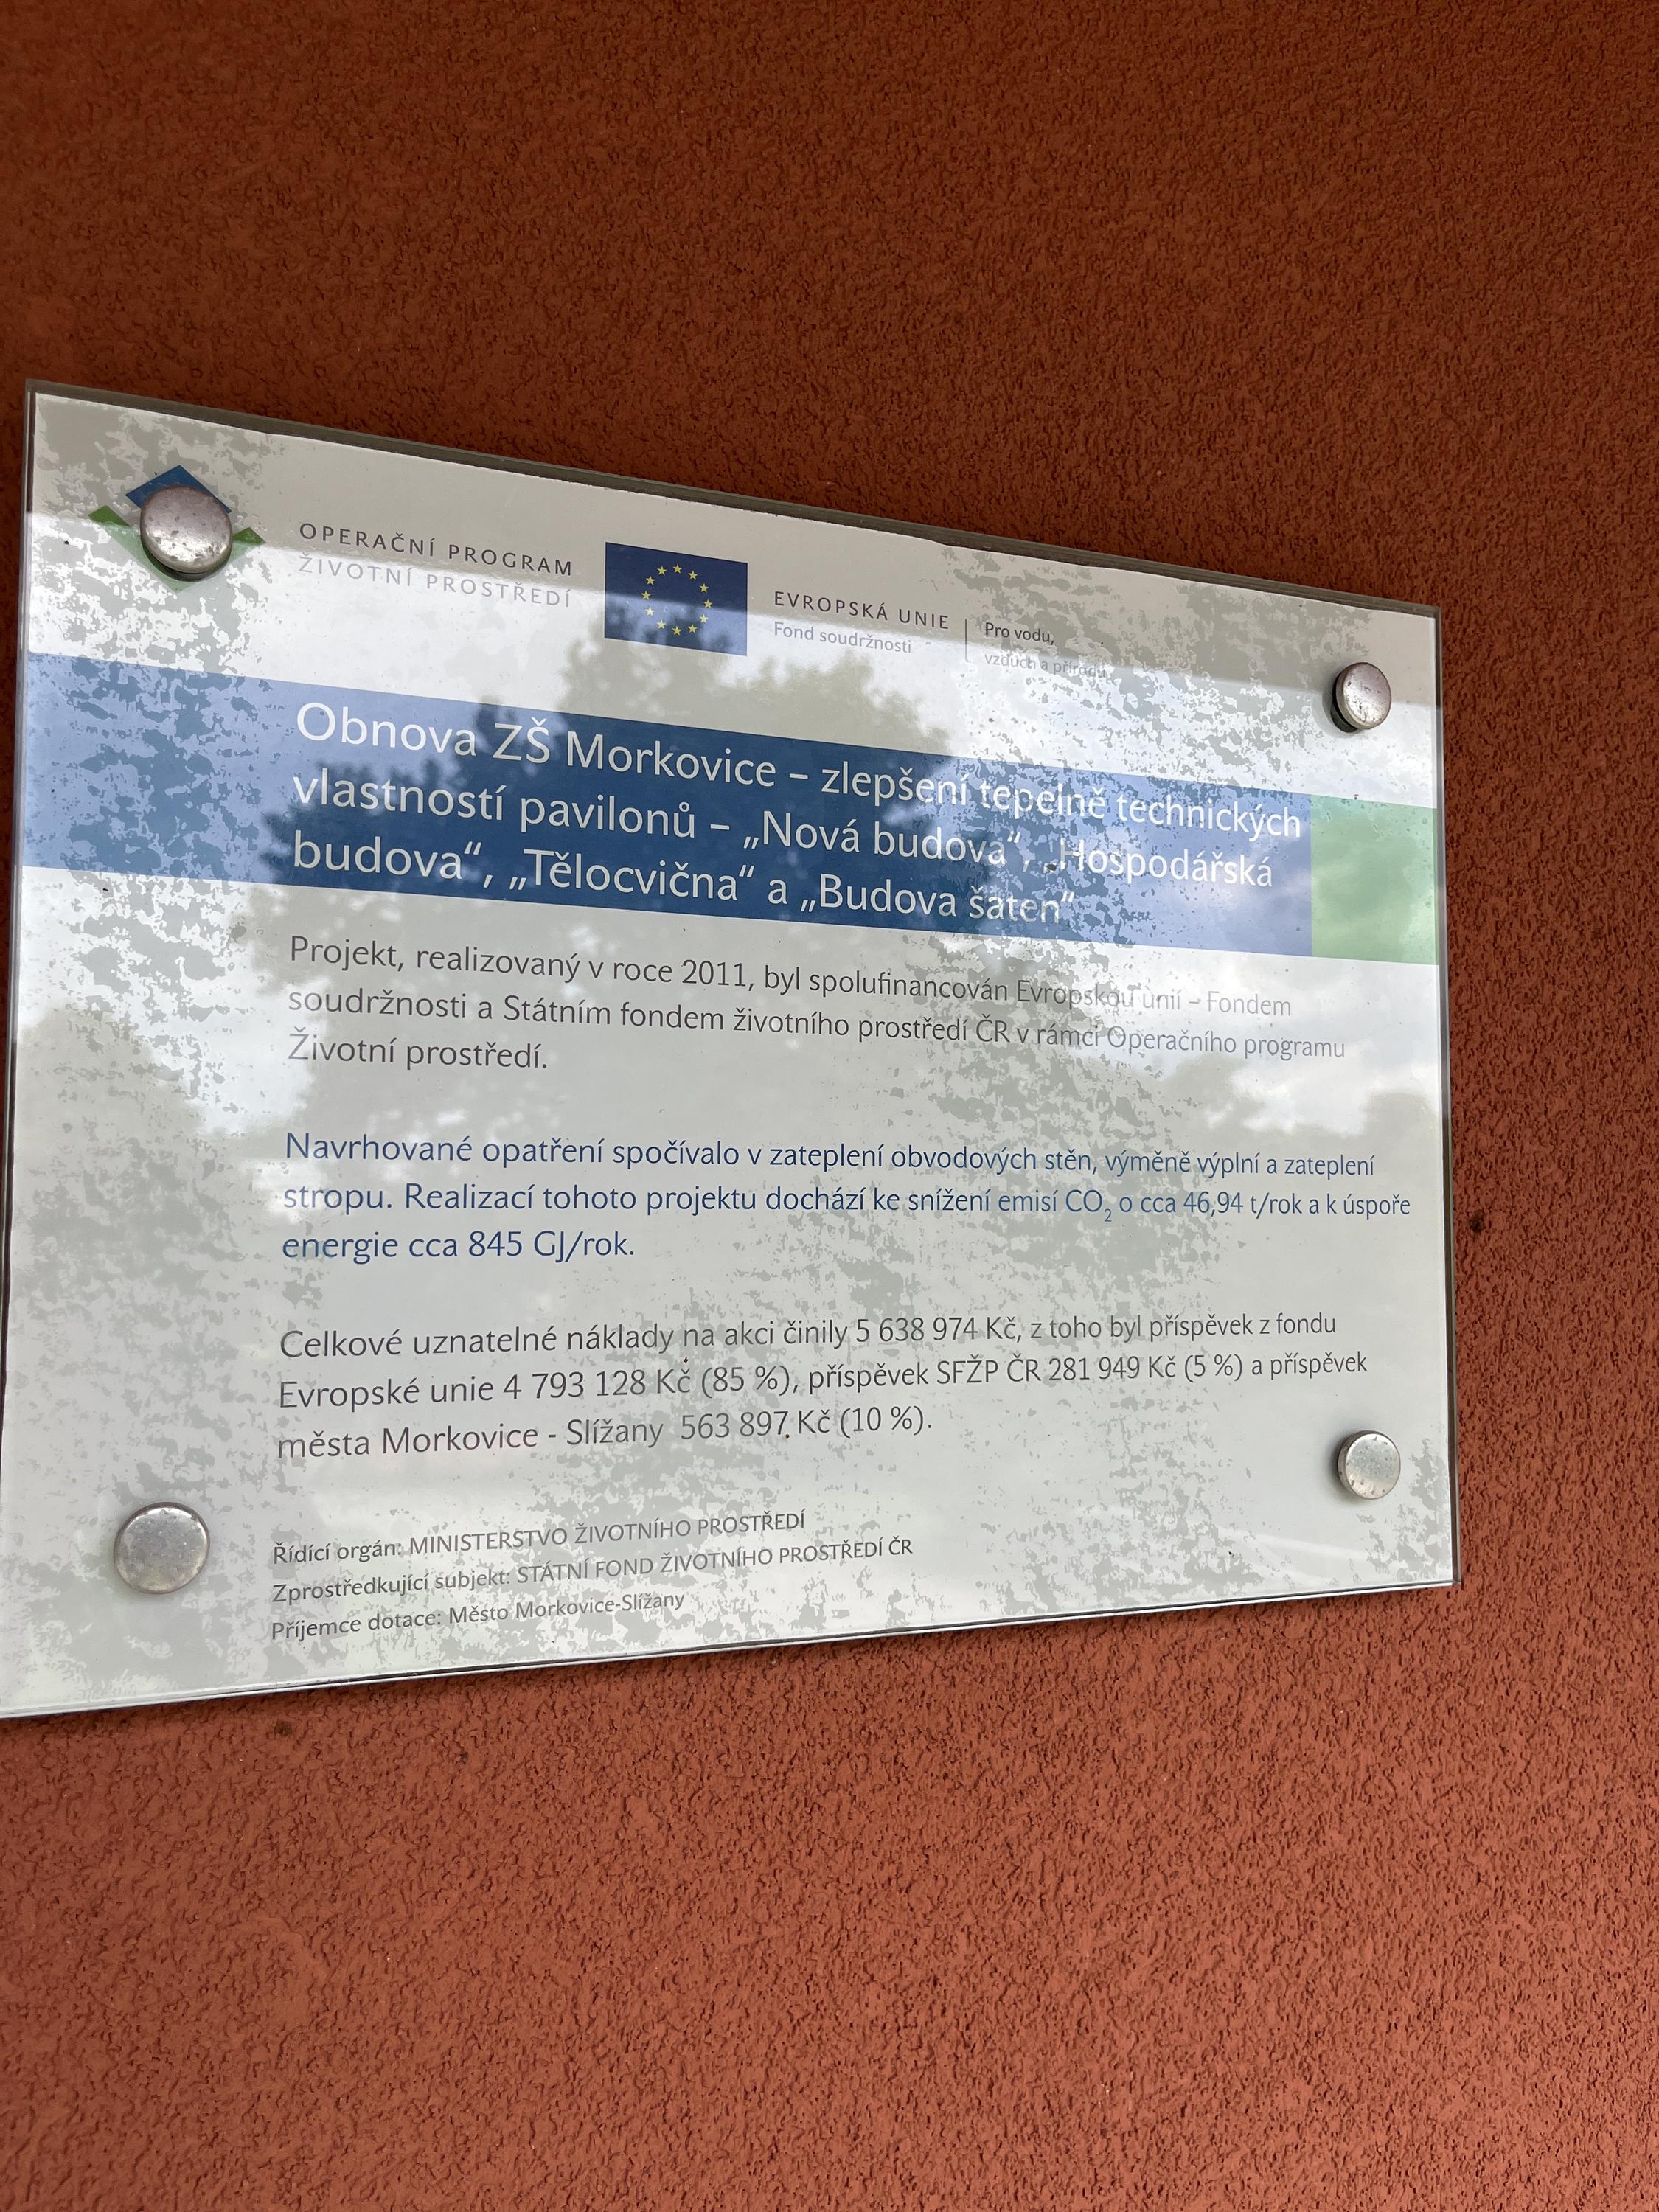 OPERAČNÍ PROGRAM
ŽIVOTNÍ PROSTŘEDÍ
EVROPSKÁ UNIE
Fond soudržnosti
Pro vodu,
vzduch a přírodu
Obnova ZŠ Morkovice – zlepšení tepelně technických
vlastností pavilonů – „Nová budova“, „Hospodářská
budova“, „Tělocvična“ a „Budova šaten“
Projekt, realizovaný v roce 2011, byl spolufinancován Evropskou unií – Fondem
soudržnosti a Státním fondem životního prostředí ČR v rámci Operačního programu
Životní prostředí.
Navrhované opatření spočívalo v zateplení obvodových stěn, výměně výplní a zateplení
stropu. Realizací tohoto projektu dochází ke snížení emisí CO₂ o cca 46,94 t/rok a k úspoře
energie cca 845 GJ/rok.
Celkové uznatelné náklady na akci činily 5 638 974 Kč, z toho byl příspěvek z fondu
Evropské unie 4 793 128 Kč (85 %), příspěvek SFŽP ČR 281 949 Kč (5 %) a příspěvek
města Morkovice - Slížany 563 897 Kč (10 %).
Řídící orgán: MINISTERSTVO ŽIVOTNÍHO PROSTŘEDÍ
Zprostředkující subjekt: STÁTNÍ FOND ŽIVOTNÍHO PROSTŘEDÍ ČR
Příjemce dotace: Město Morkovice-Slížany